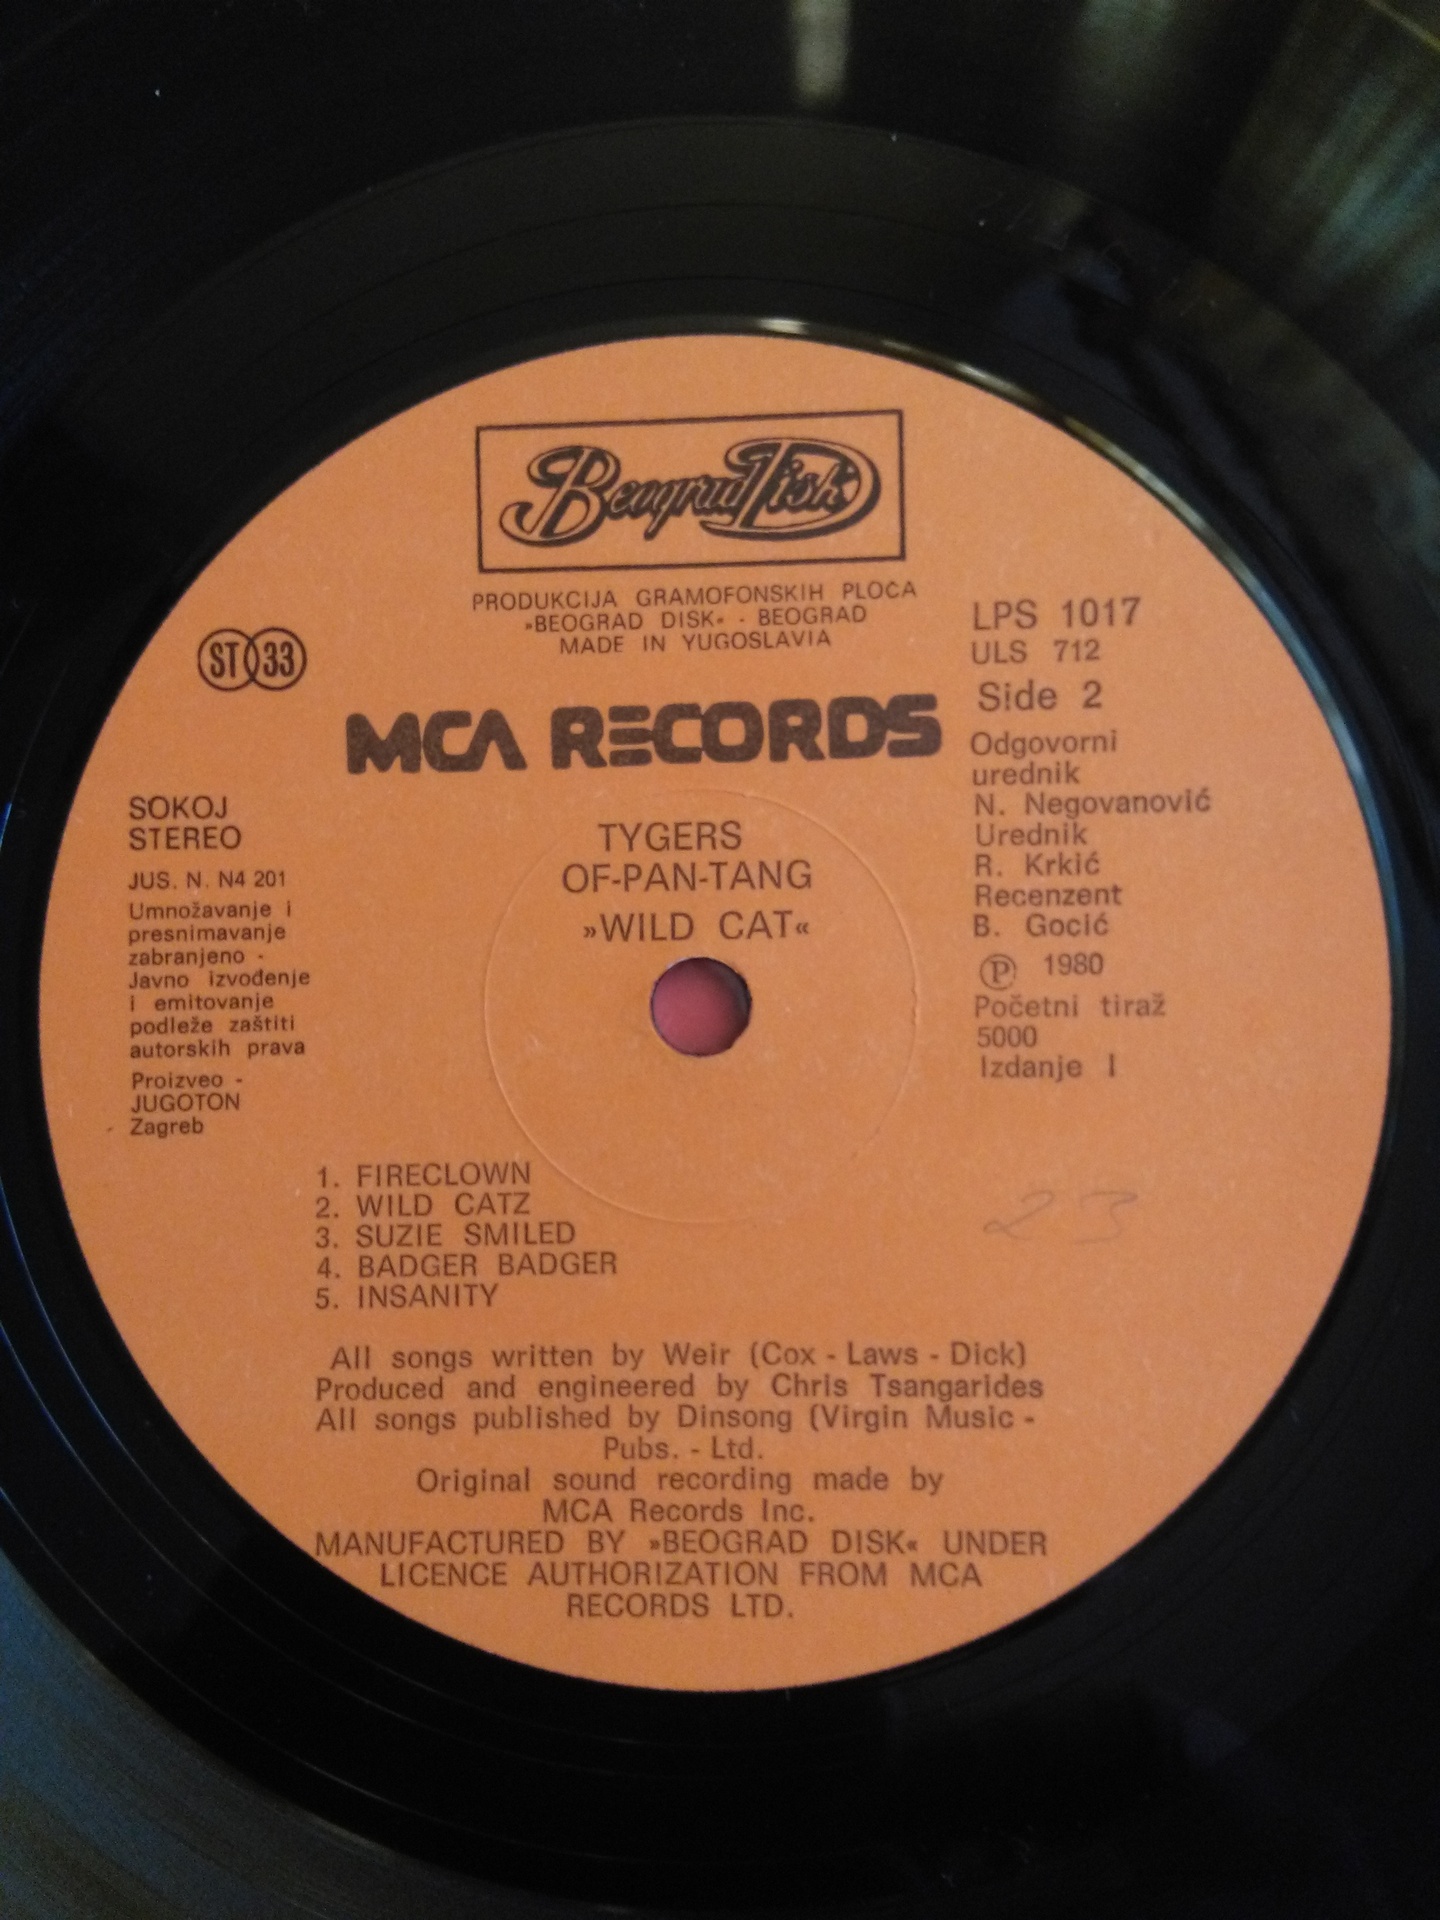 Beograd Disk
PRODUKCIJA GRAMOFONSKIH PLOČA
»BEOGRAD DISK« - BEOGRAD
MADE IN YUGOSLAVIA
ST 33
MCA RECORDS
LPS 1017
ULS 712
Side 2
Odgovorni
urednik
N. Negovanović
Urednik
R. Krkić
Recenzent
B. Gocić
Ⓟ 1980
Početni tiraž
5000
Izdanje I
SOKOJ
STEREO
JUS. N. N4 201
Umnožavanje i
presnimavanje
zabranjeno -
Javno izvođenje
i emitovanje
podleže zaštiti
autorskih prava
Proizveo -
JUGOTON
Zagreb
TYGERS
OF-PAN-TANG
»WILD CAT«
1. FIRECLOWN
2. WILD CATZ
3. SUZIE SMILED
4. BADGER BADGER
5. INSANITY
23
All songs written by Weir (Cox - Laws - Dick)
Produced and engineered by Chris Tsangarides
All songs published by Dinsong (Virgin Music -
Pubs. - Ltd.
Original sound recording made by
MCA Records Inc.
MANUFACTURED BY »BEOGRAD DISK« UNDER
LICENCE AUTHORIZATION FROM MCA
RECORDS LTD.